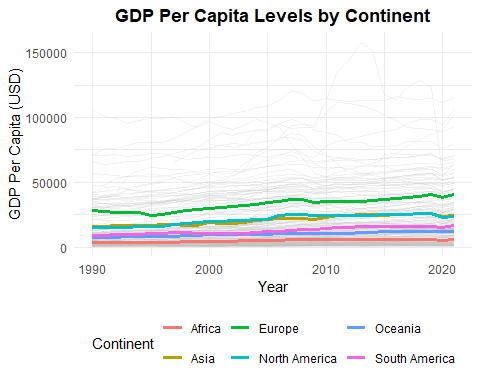 GDP Per Capita Levels by Continent
GDP Per Capita (USD)
150000
100000
50000
0
1990
2000
2010
2020
Year
Continent
Africa
Europe
Oceania
Asia
North America
South America